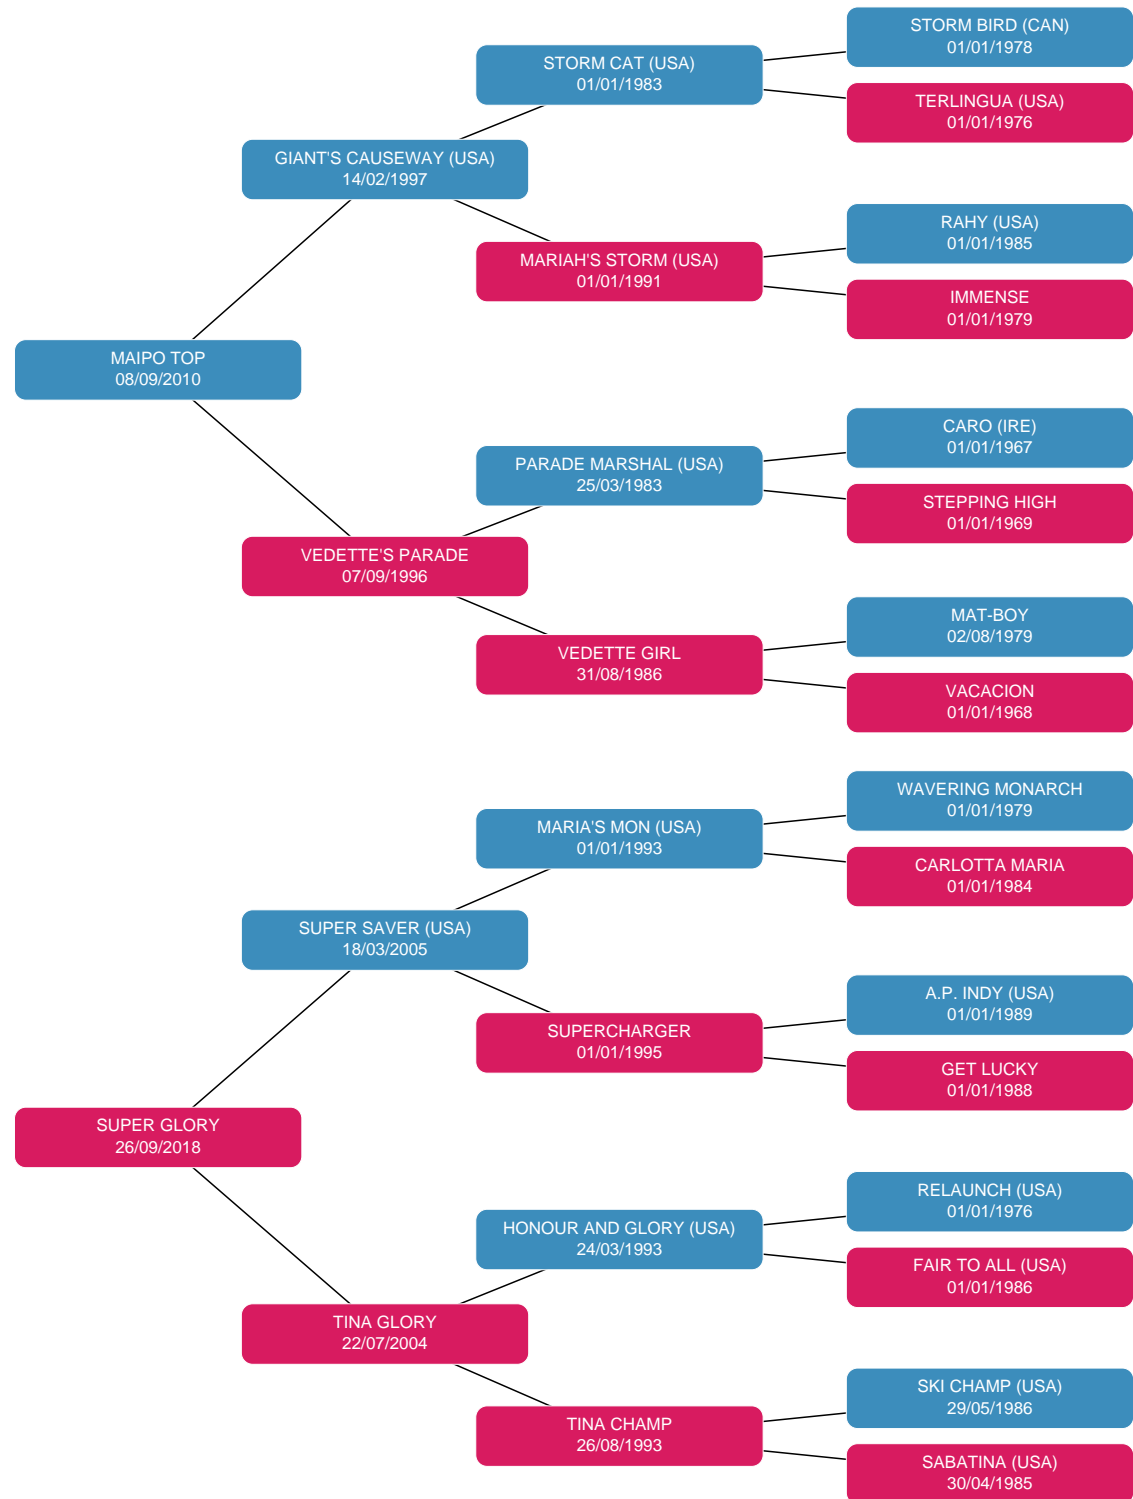 STORM BIRD (CAN)
01/01/1978
STORM CAT (USA)
01/01/1983
TERLINGUA (USA)
01/01/1976
GIANT'S CAUSEWAY (USA)
14/02/1997
RAHY (USA)
01/01/1985
MARIAH'S STORM (USA)
01/01/1991
IMMENSE
01/01/1979
MAIPO TOP
08/09/2010
CARO (IRE)
01/01/1967
PARADE MARSHAL (USA)
25/03/1983
STEPPING HIGH
01/01/1969
VEDETTE'S PARADE
07/09/1996
MAT-BOY
02/08/1979
VEDETTE GIRL
31/08/1986
VACACION
01/01/1968
WAVERING MONARCH
01/01/1979
MARIA'S MON (USA)
01/01/1993
CARLOTTA MARIA
01/01/1984
SUPER SAVER (USA)
18/03/2005
A.P. INDY (USA)
01/01/1989
SUPERCHARGER
01/01/1995
GET LUCKY
01/01/1988
SUPER GLORY
26/09/2018
RELAUNCH (USA)
01/01/1976
HONOUR AND GLORY (USA)
24/03/1993
FAIR TO ALL (USA)
01/01/1986
TINA GLORY
22/07/2004
SKI CHAMP (USA)
29/05/1986
TINA CHAMP
26/08/1993
SABATINA (USA)
30/04/1985